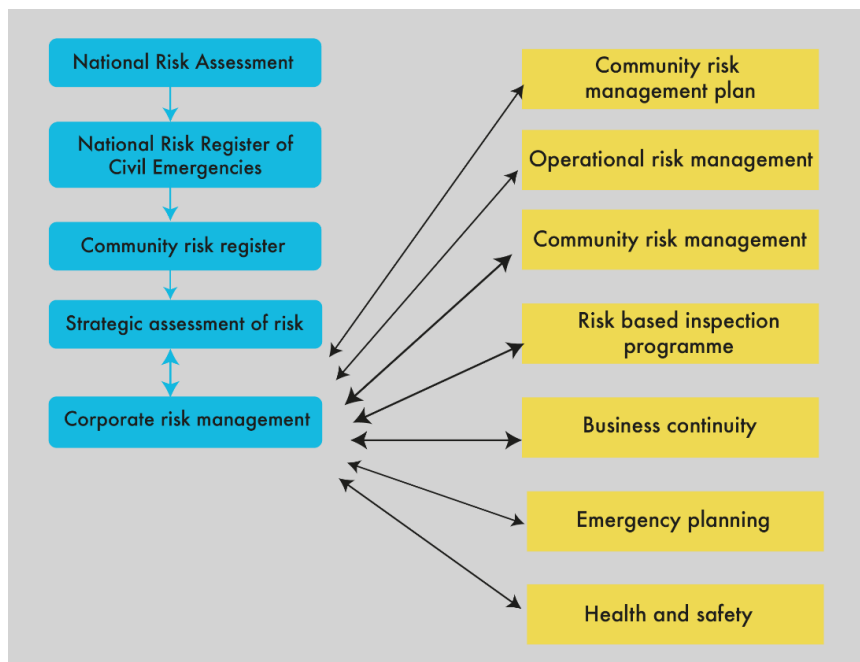 National Risk Assessment
National Risk Register of
Civil Emergencies
Community risk register
Strategic assessment of risk
Corporate risk management
Community risk
management plan
Operational risk management
Community risk management
Risk based inspection
programme
Business continuity
Emergency planning
Health and safety